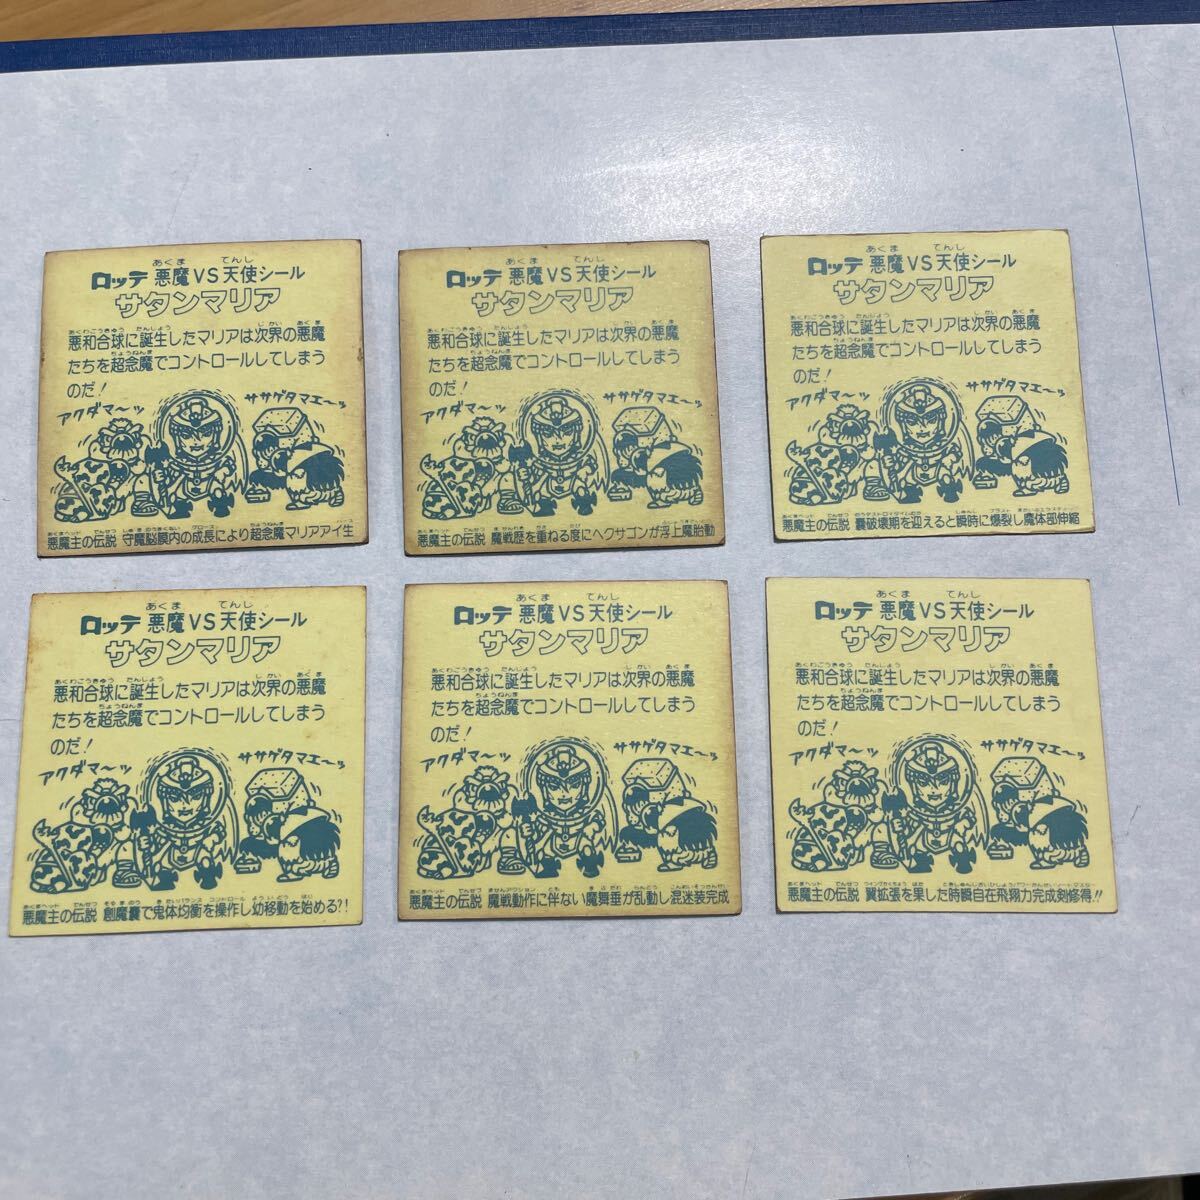 ロッテ 悪魔VS天使シール
サタンマリア
悪和合球に誕生したマリアは次界の悪魔
たちを超念魔でコントロールしてしまう
のだ!
アクダマ〜ッ
ササゲタマエ〜ッ
悪魔主の伝説 守魔脳膜内の成長により超念魔マリアアイ生
ロッテ 悪魔VS天使シール
サタンマリア
悪和合球に誕生したマリアは次界の悪魔
たちを超念魔でコントロールしてしまう
のだ!
アクダマ〜ッ
ササゲタマエ〜ッ
悪魔主の伝説 魔戦歴を重ねる度にヘクサゴンが浮上魔胎動
ロッテ 悪魔VS天使シール
サタンマリア
悪和合球に誕生したマリアは次界の悪魔
たちを超念魔でコントロールしてしまう
のだ!
アクダマ〜ッ
ササゲタマエ〜ッ
悪魔主の伝説 嚢破壊期を迎えると瞬時に爆裂し魔体部伸縮
ロッテ 悪魔VS天使シール
サタンマリア
悪和合球に誕生したマリアは次界の悪魔
たちを超念魔でコントロールしてしまう
のだ!
アクダマ〜ッ
ササゲタマエ〜ッ
悪魔主の伝説 創魔嚢で鬼体均衡を操作し幼移動を始める?!
ロッテ 悪魔VS天使シール
サタンマリア
悪和合球に誕生したマリアは次界の悪魔
たちを超念魔でコントロールしてしまう
のだ!
アクダマ〜ッ
ササゲタマエ〜ッ
悪魔主の伝説 魔戦動作に伴ない魔舞垂が乱動し混迷装完成
ロッテ 悪魔VS天使シール
サタンマリア
悪和合球に誕生したマリアは次界の悪魔
たちを超念魔でコントロールしてしまう
のだ!
アクダマ〜ッ
ササゲタマエ〜ッ
悪魔主の伝説 翼拡張を果した時瞬自在飛翔力完成剣修得!!